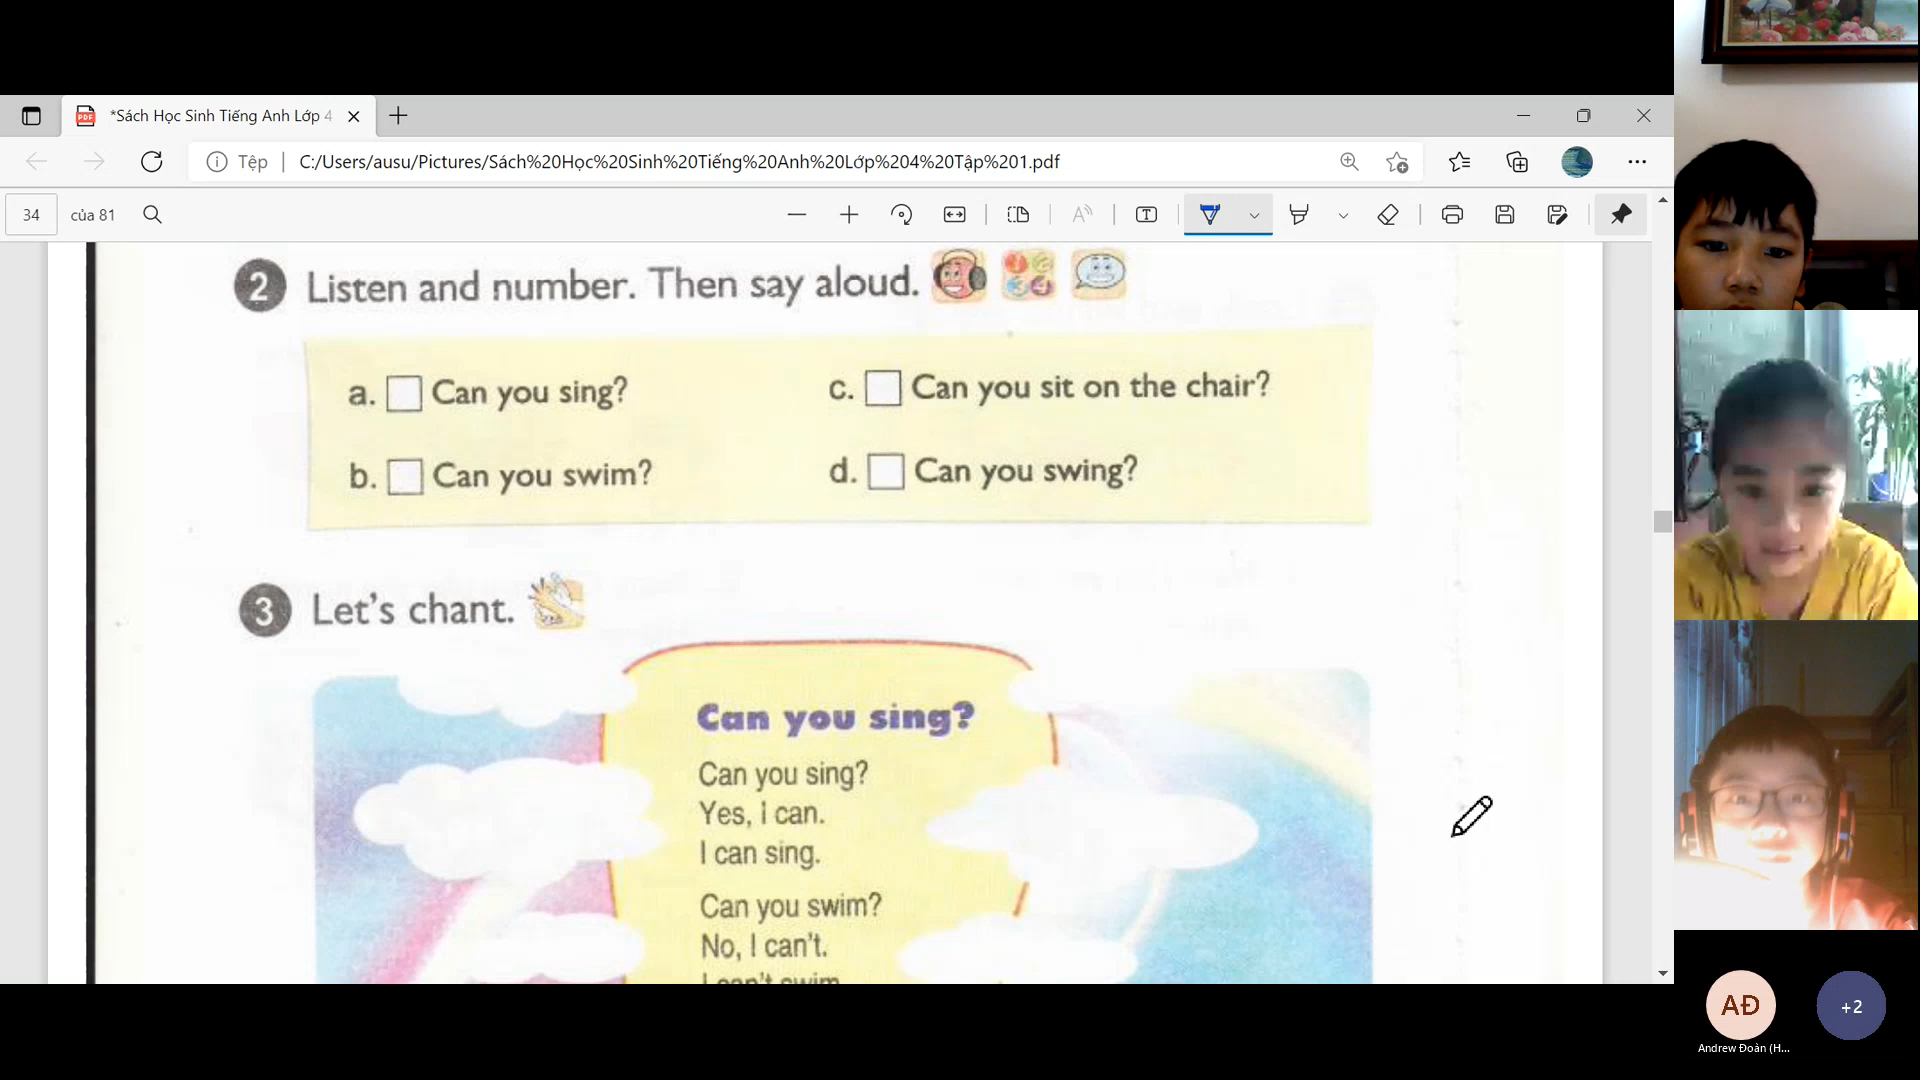 *Sách Học Sinh Tiếng Anh Lớp 4
Tệp
C:/Users/ausu/Pictures/Sách%20Học%20Sinh%20Tiếng%20Anh%20Lớp%204%20Tập%201.pdf
34 của 81
2 Listen and number. Then say aloud.
a. Can you sing?
c. Can you sit on the chair?
b. Can you swim?
d. Can you swing?
3 Let's chant.
Can you sing?
Can you sing?
Yes, I can.
I can sing.
Can you swim?
No, I can't.
I can't swim
AĐ
+2
Andrew Đoàn (H...